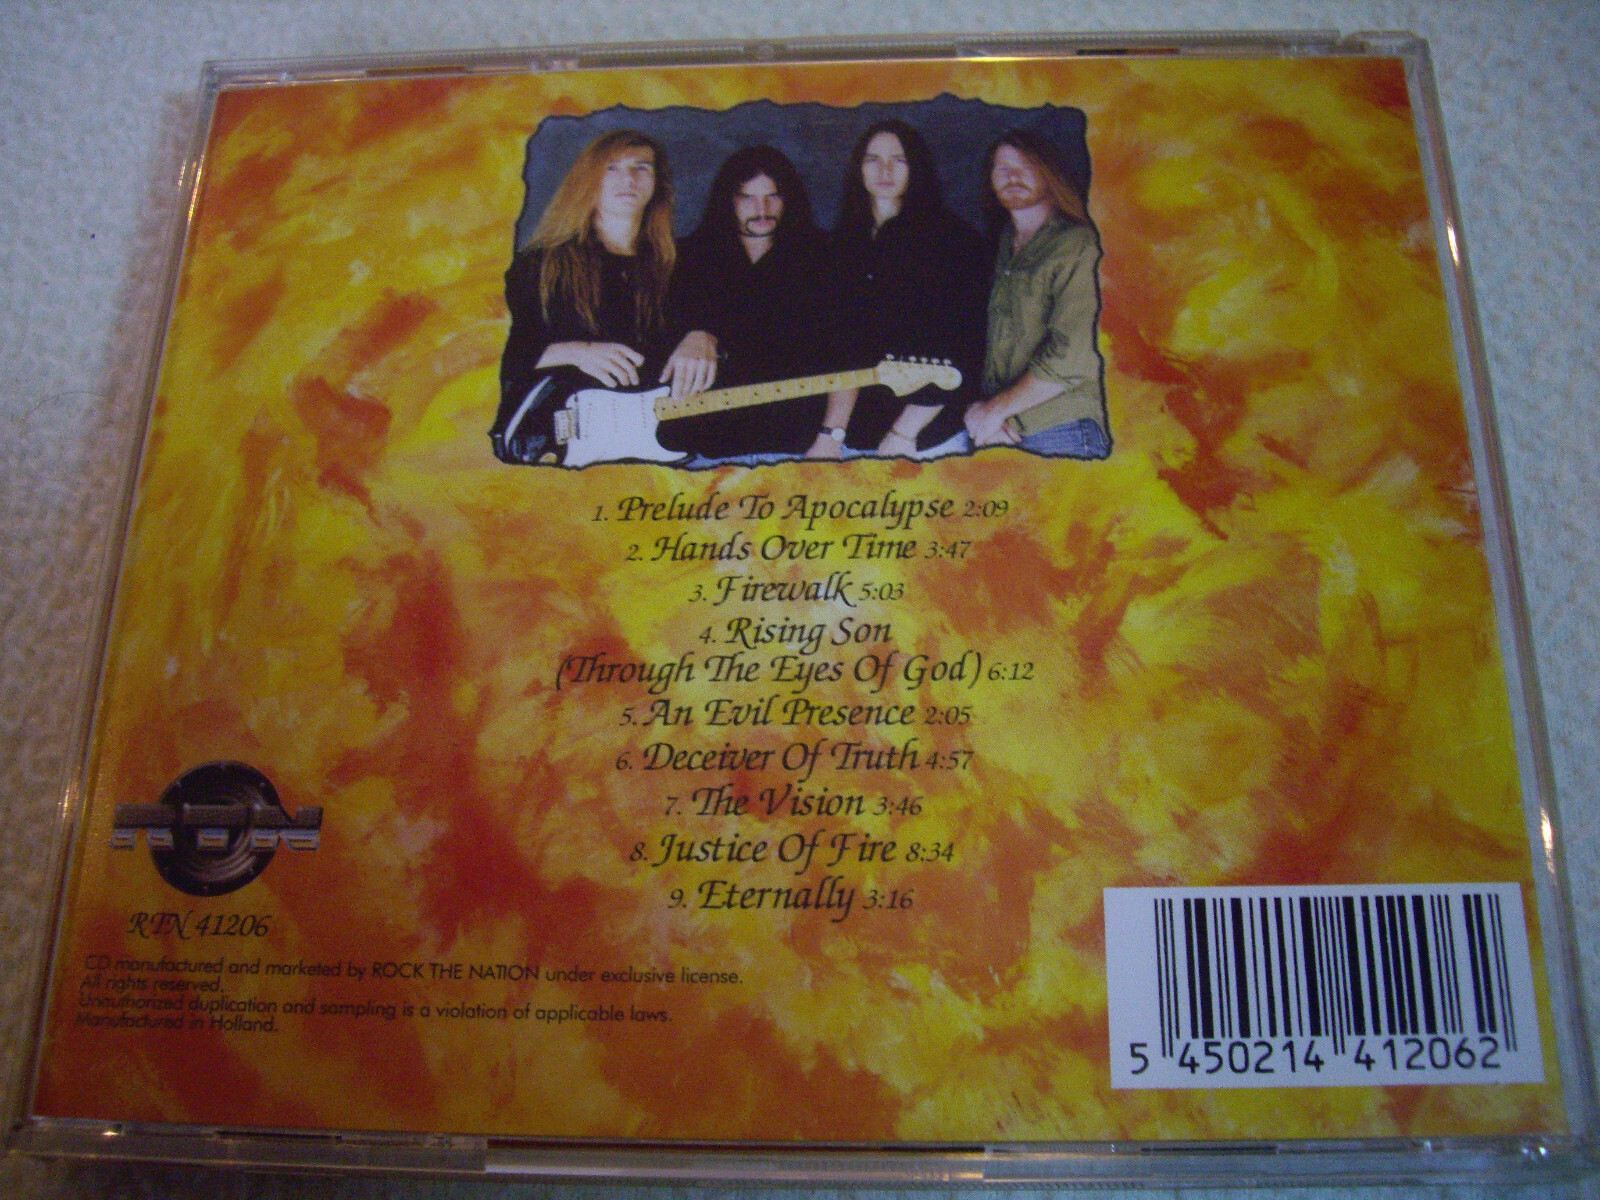 1. Prelude To Apocalypse 2:09
2. Hands Over Time 3:47
3. Firewalk 5:03
4. Rising Son
(Through The Eyes Of God) 6:12
5. An Evil Presence 2:05
6. Deceiver Of Truth 4:57
7. The Vision 3:46
8. Justice Of Fire 8:34
9. Eternally 3:16
RTN
RTN 41206
CD manufactured and marketed by ROCK THE NATION under exclusive license.
All rights reserved.
Unauthorized duplication and sampling is a violation of applicable laws.
Manufactured in Holland.
5 450214 412062